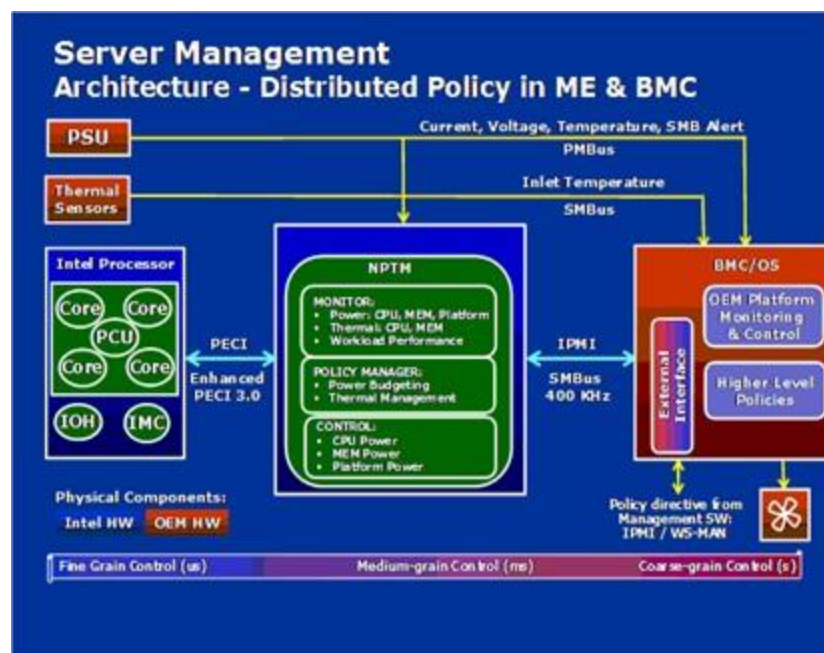 Server Management
Architecture - Distributed Policy in ME & BMC
PSU
Current, Voltage, Temperature, SMB Alert
PMBus
Thermal
Sensors
Inlet Temperature
SMBus
Intel Processor
Core
Core
PCU
Core
Core
IOH
IMC
PECI
Enhanced
PECI 3.0
NPTM
MONITOR:
• Power: CPU, MEM, Platform
• Thermal: CPU, MEM
• Workload Performance
POLICY MANAGER:
• Power Budgeting
• Thermal Management
CONTROL:
• CPU Power
• MEM Power
• Platform Power
IPMI
SMBus
400 KHz
BMC/OS
OEM Platform
Monitoring
& Control
External
Interface
Higher Level
Policies
Policy directive from
Management SW:
IPMI / WS-MAN
Physical Components:
Intel HW
OEM HW
Fine Grain Control (us)
Medium-grain Control (ms)
Coarse-grain Control (s)